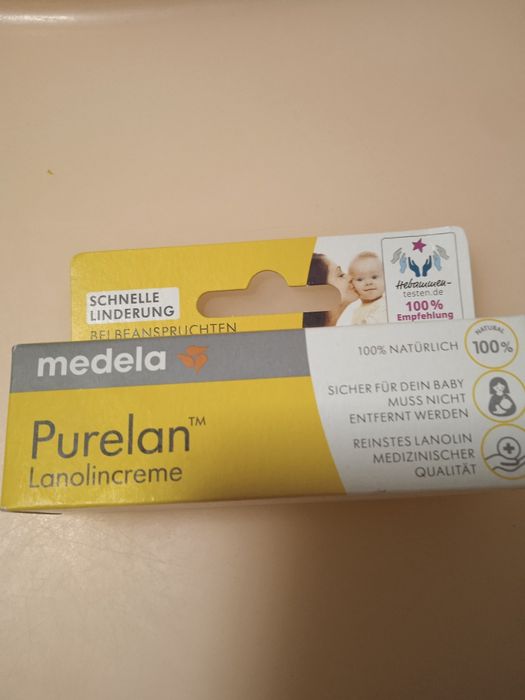 SCHNELLE
LINDERUNG
BEI BEANSPRUCHTEN
Hebammen-
testen.de
100%
Empfehlung
medela
Purelan™
Lanolincreme
100% NATÜRLICH
NATURAL
100%
SICHER FÜR DEIN BABY
MUSS NICHT
ENTFERNT WERDEN
REINSTES LANOLIN
MEDIZINISCHER
QUALITÄT